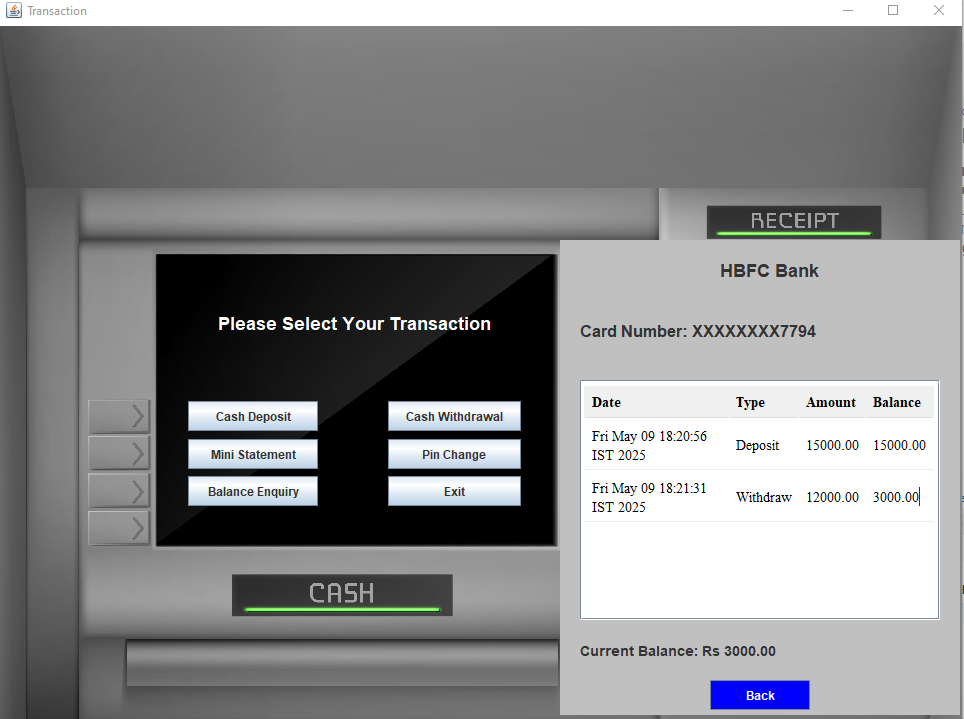 Transaction
RECEIPT
HBFC Bank
Please Select Your Transaction
Card Number: XXXXXXXX7794
Cash Deposit Cash Withdrawal
Mini Statement Pin Change
Balance Enquiry Exit
Date Type Amount Balance
Fri May 09 18:20:56
IST 2025 Deposit 15000.00 15000.00
Fri May 09 18:21:31
IST 2025 Withdraw 12000.00 3000.00
CASH
Current Balance: Rs 3000.00
Back